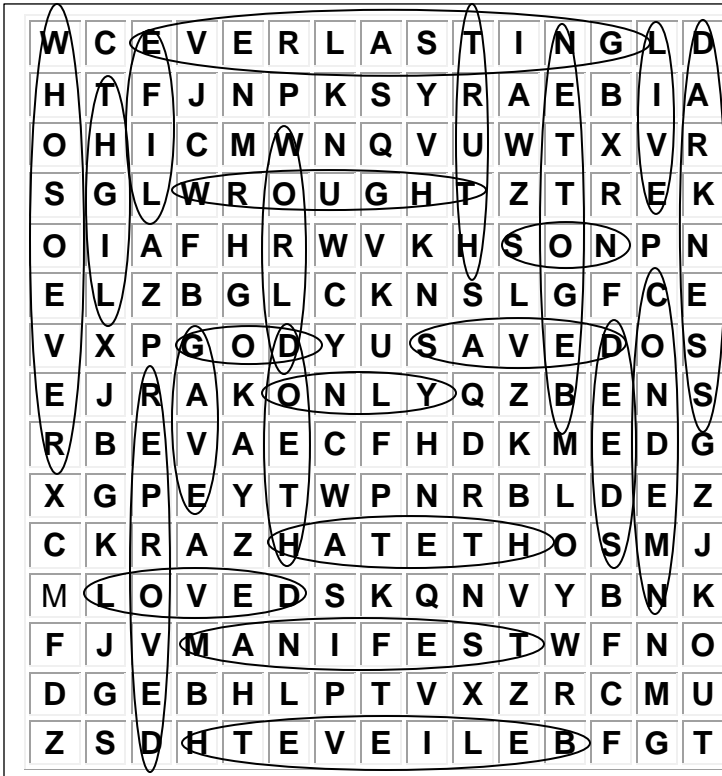 W C E V E R L A S T I N G L D
H T F J N P K S Y R A E B I A
O H I C M W N Q V U W T X V R
S G L W R O U G H T Z T R E K
O I A F H R W V K H S O N P N
E L Z B G L C K N S L G F C E
V X P G O D Y U S A V E D O S
E J R A K O N L Y Q Z B E N S
R B E V A E C F H D K M E D G
X G P E Y T W P N R B L D E Z
C K R A Z H A T E T H O S M J
M L O V E D S K Q N V Y B N K
F J V M A N I F E S T W F N O
D G E B H L P T V X Z R C M U
Z S D H T E V E I L E B F G T